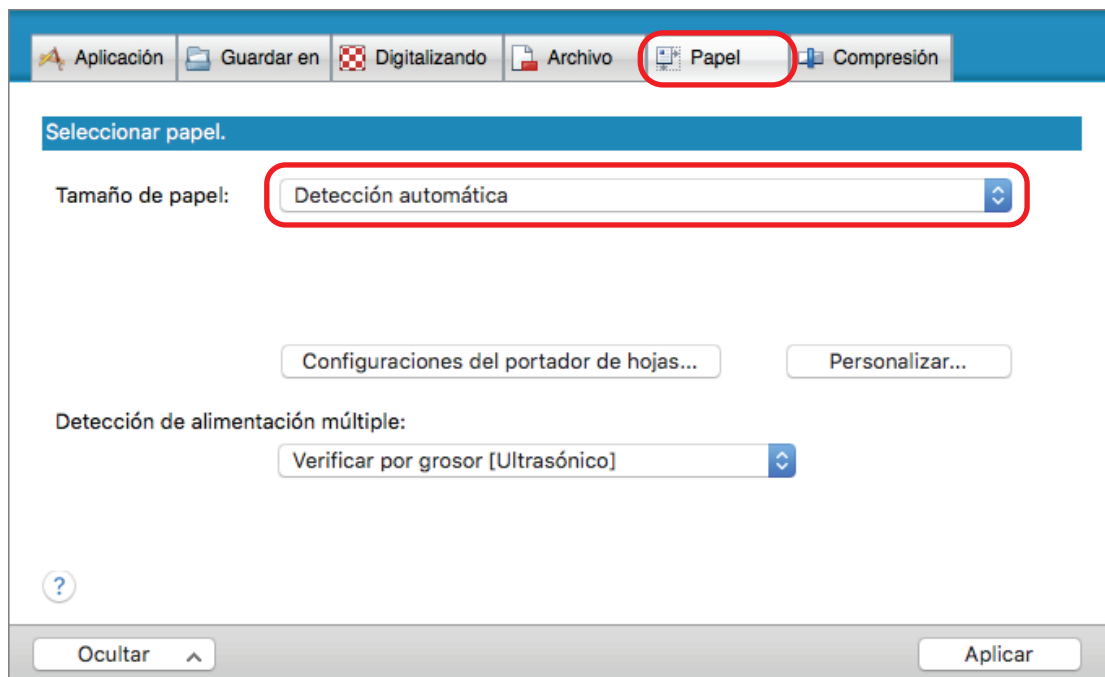 Aplicación Guardar en Digitalizando Archivo Papel Compresión
Seleccionar papel.
Tamaño de papel: Detección automática
Configuraciones del portador de hojas... Personalizar...
Detección de alimentación múltiple:
Verificar por grosor [Ultrasónico]
?
Ocultar Aplicar